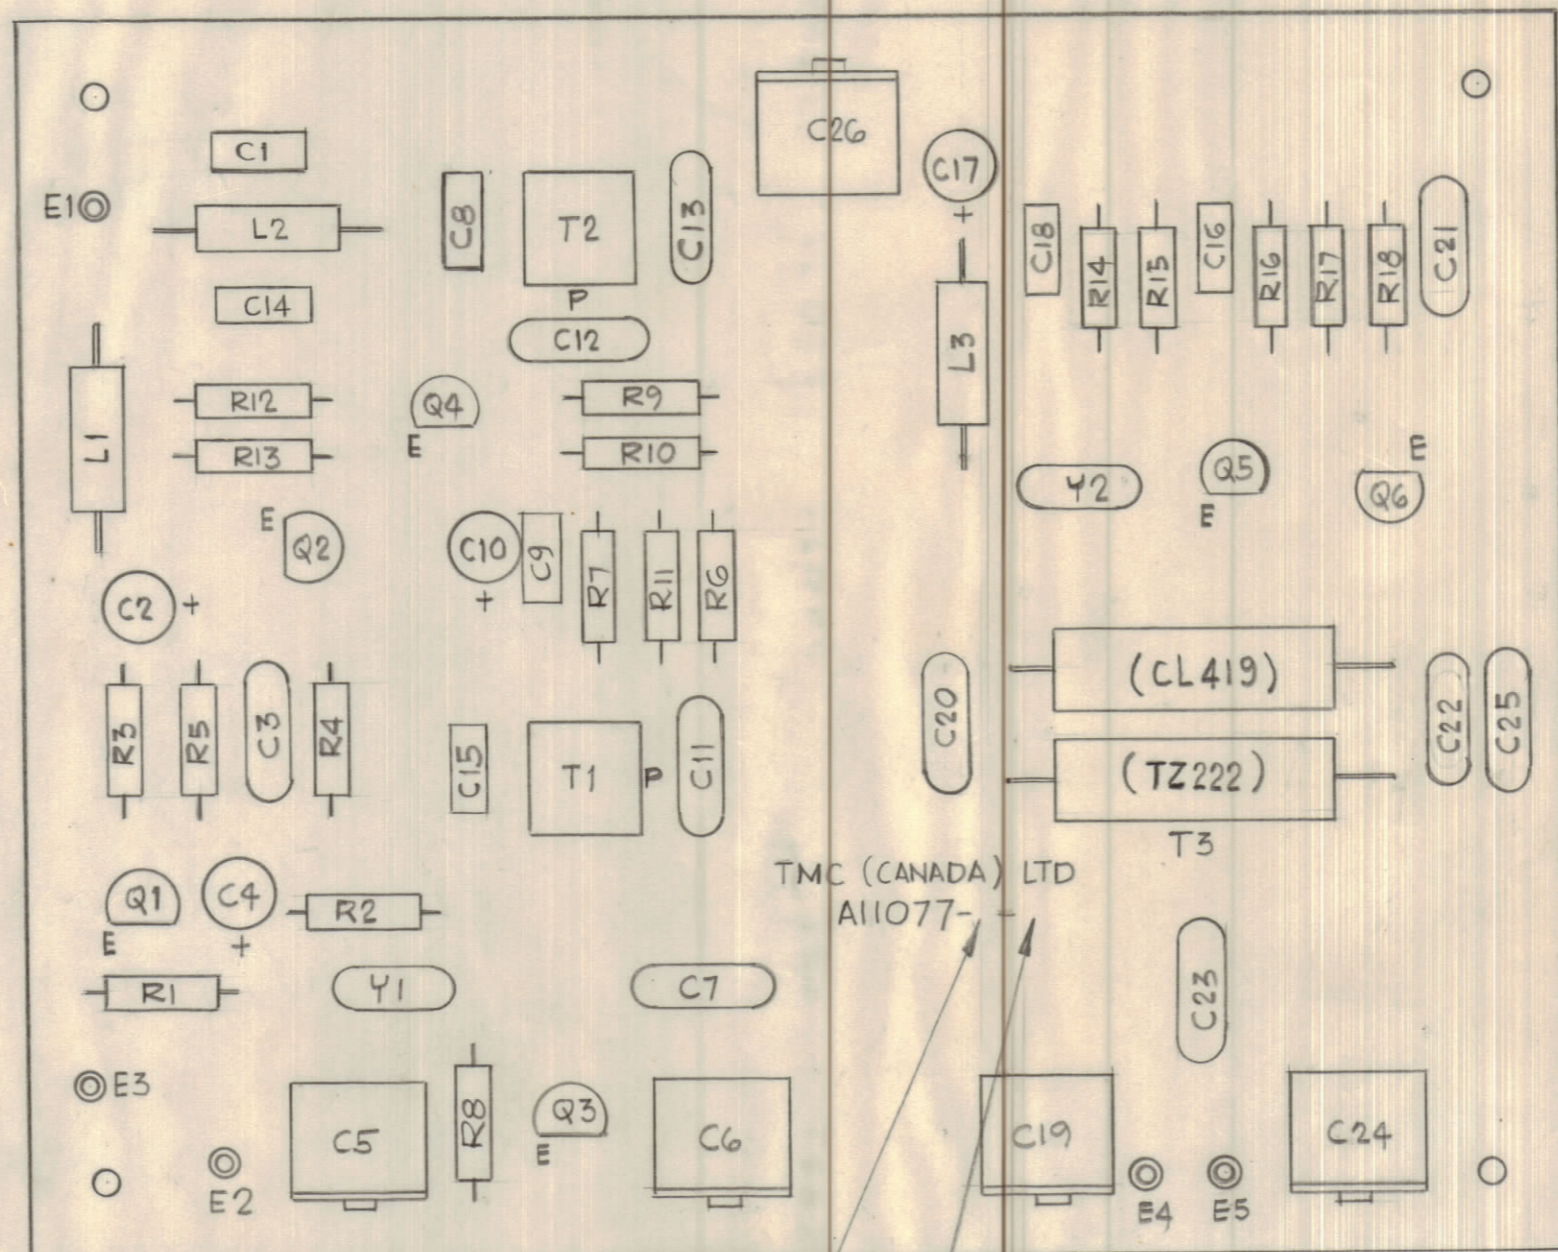 C26
C1
C17
E1
L2
C8
T2
C13
+
C18
R14
R15
C16
R16
R17
R18
C21
P
C14
C12
L3
R12
Q4
R9
E
R13
R10
L1
E
Q5
Y2
Q6
E
E
Q2
C10
C9
R7
R11
R6
+
C2 +
(CL419)
R3
R5
C3
R4
C15
T1
P
C11
C20
C22
C25
(TZ222)
T3
TMC (CANADA) LTD
A11077- -
Q1
C4
R2
E
+
R1
Y1
C7
C23
E3
R8
Q3
C5
C6
C19
C24
E
E2
E4
E5